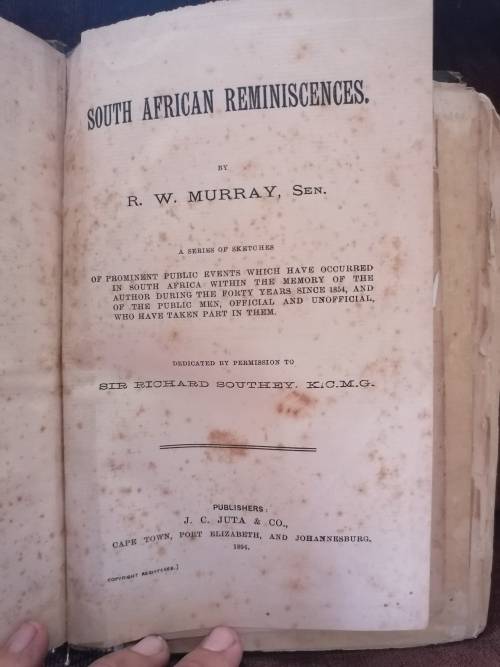 SOUTH AFRICAN REMINISCENCES.
BY
R. W. MURRAY, SEN.
A SERIES OF SKETCHES
OF PROMINENT PUBLIC EVENTS WHICH HAVE OCCURRED
IN SOUTH AFRICA WITHIN THE MEMORY OF THE
AUTHOR DURING THE FORTY YEARS SINCE 1854, AND
OF THE PUBLIC MEN, OFFICIAL AND UNOFFICIAL,
WHO HAVE TAKEN PART IN THEM.
DEDICATED BY PERMISSION TO
SIR RICHARD SOUTHEY. K.C.M.G.
PUBLISHERS:
J. C. JUTA & CO.,
CAPE TOWN, PORT ELIZABETH, AND JOHANNESBURG.
1894.
COPYRIGHT REGISTERED.]